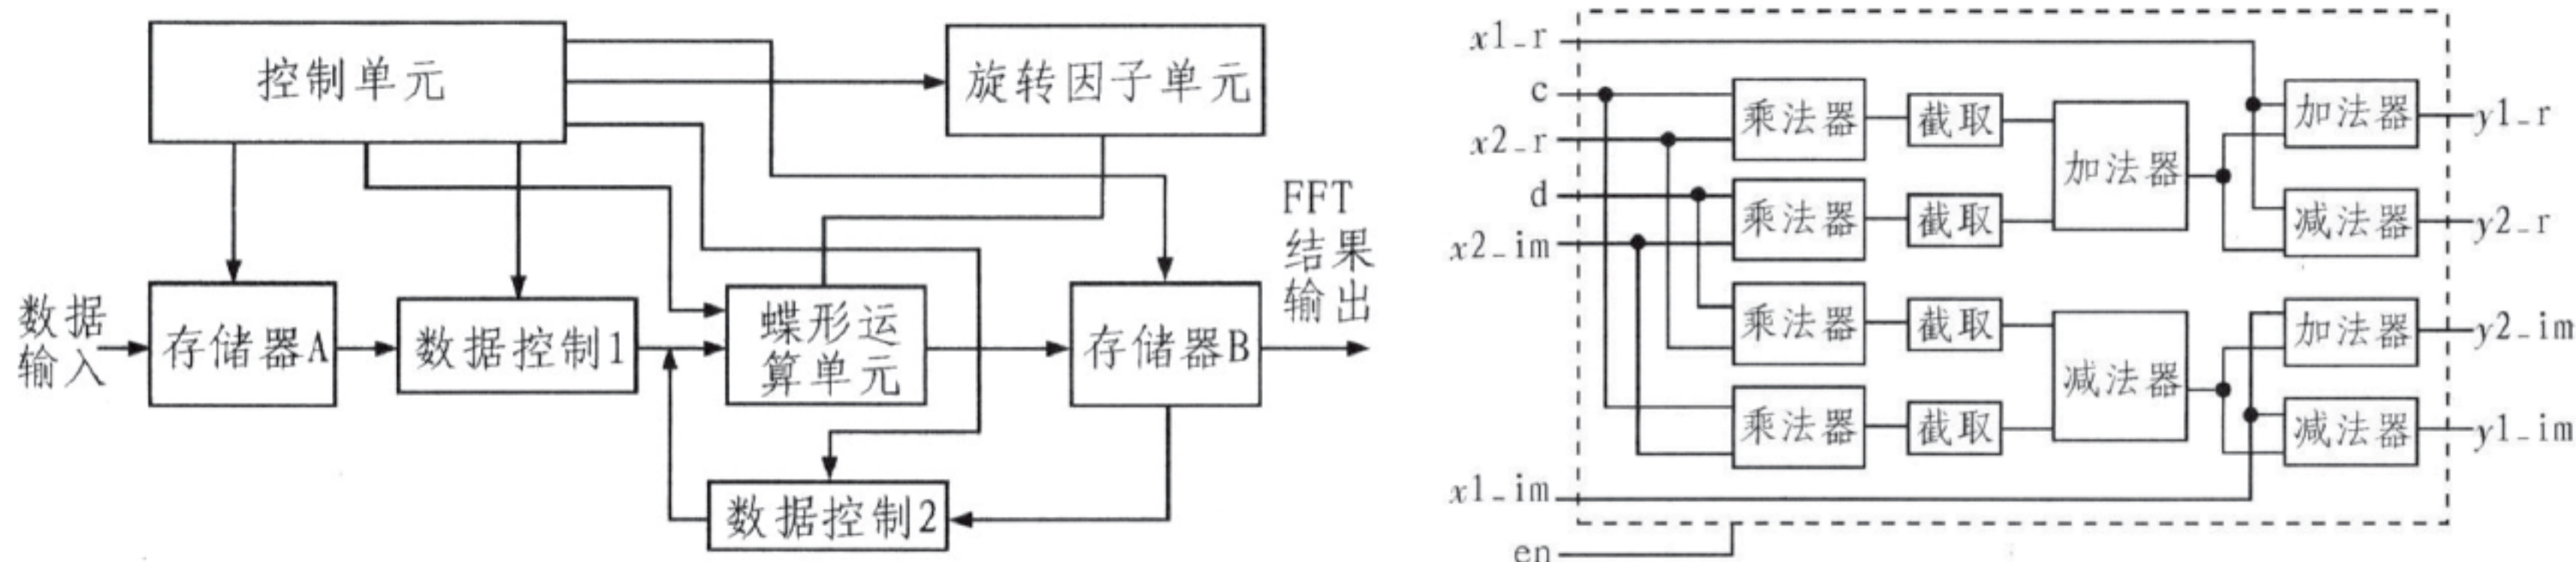 控制单元
旋转因子单元
数据
输入
存储器A
数据控制1
蝶形运
算单元
存储器B
FFT
结果
输出
数据控制2
x1_r
c
x2_r
d
x2_im
x1_im
en
乘法器
截取
乘法器
截取
加法器
乘法器
截取
乘法器
截取
减法器
加法器
y1_r
减法器
y2_r
加法器
y2_im
减法器
y1_im